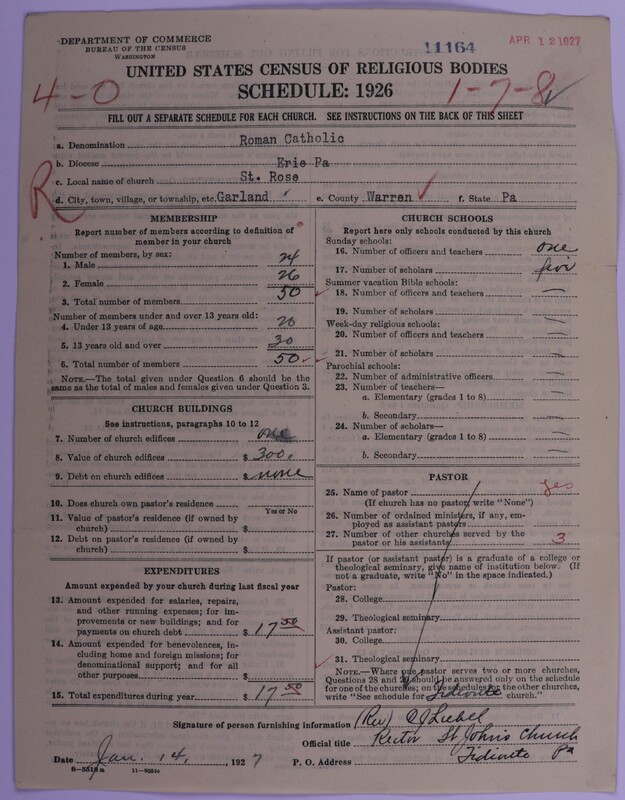 DEPARTMENT OF COMMERCE
BUREAU OF THE CENSUS
WASHINGTON
11164
APR 12 1927
UNITED STATES CENSUS OF RELIGIOUS BODIES
SCHEDULE: 1926
4-0
1-7-8
FILL OUT A SEPARATE SCHEDULE FOR EACH CHURCH. SEE INSTRUCTIONS ON THE BACK OF THIS SHEET
R
a. Denomination Roman Catholic
b. Diocese Erie Pa
c. Local name of church St. Rose
d. City, town, village, or township, etc. Garland e. County Warren f. State Pa
MEMBERSHIP
Report number of members according to definition of member in your church
Number of members, by sex:
1. Male 24
2. Female 26
3. Total number of members 50
Number of members under and over 13 years old:
4. Under 13 years of age 20
5. 13 years old and over 30
6. Total number of members 50
NOTE.—The total given under Question 6 should be the
same as the total of males and females given under Question 3.
CHURCH BUILDINGS
See instructions, paragraphs 10 to 12
7. Number of church edifices one
8. Value of church edifices $ 300.
9. Debt on church edifices $ none
10. Does church own pastor's residence
Yes or No
11. Value of pastor's residence (if owned by
church) $
12. Debt on pastor's residence (if owned by
church) $
EXPENDITURES
Amount expended by your church during last fiscal year
13. Amount expended for salaries, repairs,
and other running expenses; for im-
provements or new buildings; and for
payments on church debt $ 17 50
14. Amount expended for benevolences, in-
cluding home and foreign missions; for
denominational support; and for all
other purposes $
15. Total expenditures during year $ 17 50
CHURCH SCHOOLS
Report here only schools conducted by this church
Sunday schools:
16. Number of officers and teachers one
17. Number of scholars
Summer vacation Bible schools:
18. Number of officers and teachers —
19. Number of scholars —
Week-day religious schools:
20. Number of officers and teachers —
21. Number of scholars —
Parochial schools:
22. Number of administrative officers —
23. Number of teachers—
a. Elementary (grades 1 to 8) —
b. Secondary —
24. Number of scholars—
a. Elementary (grades 1 to 8) —
b. Secondary —
PASTOR
25. Name of pastor yes
(If church has no pastor, write "None")
26. Number of ordained ministers, if any, em-
ployed as assistant pastors
27. Number of other churches served by the
pastor or his assistants 3
If pastor (or assistant pastor) is a graduate of a college or
theological seminary, give name of institution below. (If
not a graduate, write "No" in the space indicated.)
Pastor:
28. College
29. Theological seminary
Assistant pastor:
30. College
31. Theological seminary
NOTE.—Where one pastor serves two or more churches,
Questions 28 and 29 should be answered only on the schedule
for one of the churches; on the schedules for the other churches,
write "See schedule for Tidioute church."
Signature of person furnishing information (Rev) C J Liebel
Official title Rector St Johns Church
Date Jan. 14, 1927 P. O. Address Tidioute Pa